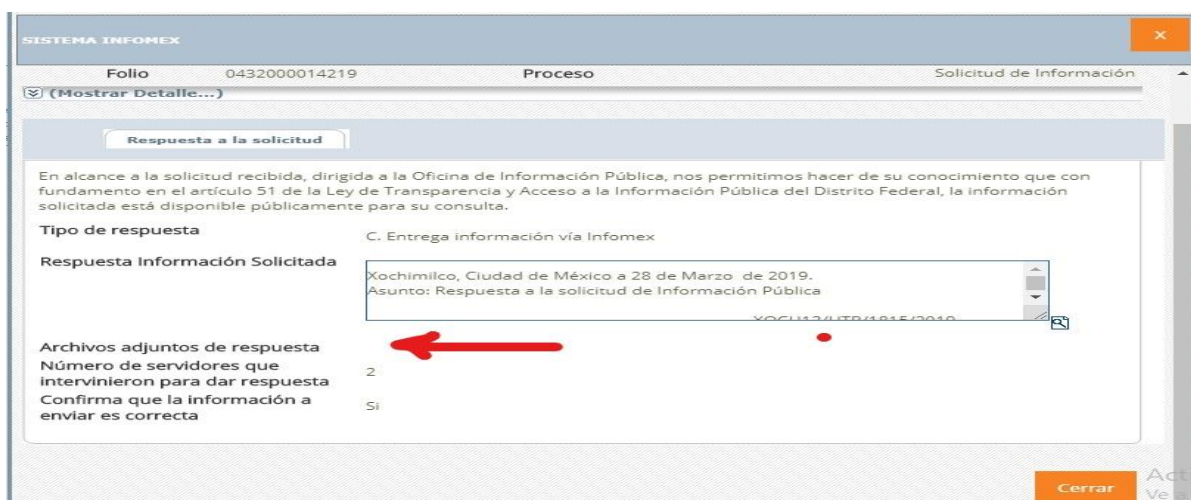 SISTEMA INFOMEX
x
Folio 0432000014219 Proceso Solicitud de Información
(Mostrar Detalle...)
Respuesta a la solicitud
En alcance a la solicitud recibida, dirigida a la Oficina de Información Pública, nos permitimos hacer de su conocimiento que con
fundamento en el artículo 51 de la Ley de Transparencia y Acceso a la Información Pública del Distrito Federal, la información
solicitada está disponible públicamente para su consulta.
Tipo de respuesta
C. Entrega información vía Infomex
Respuesta Información Solicitada
Xochimilco, Ciudad de México a 28 de Marzo de 2019.
Asunto: Respuesta a la solicitud de Información Pública
Archivos adjuntos de respuesta
Número de servidores que
intervinieron para dar respuesta
2
Confirma que la información a
enviar es correcta
Si
Cerrar